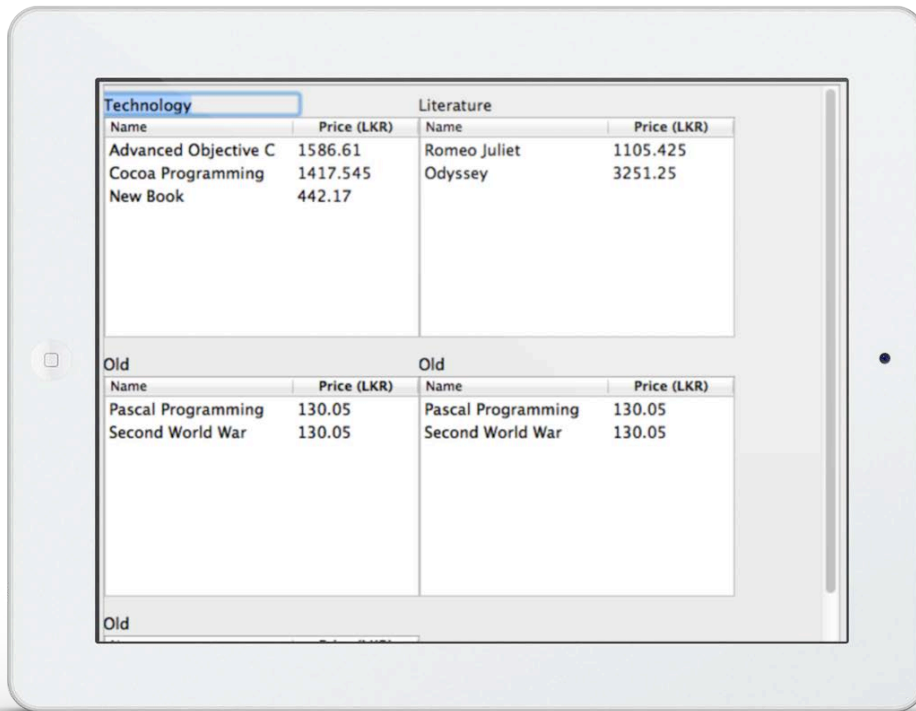 Technology
Literature
Name Price (LKR) Name Price (LKR)
Advanced Objective C 1586.61 Romeo Juliet 1105.425
Cocoa Programming 1417.545 Odyssey 3251.25
New Book 442.17
Old
Old
Name Price (LKR) Name Price (LKR)
Pascal Programming 130.05 Pascal Programming 130.05
Second World War 130.05 Second World War 130.05
Old